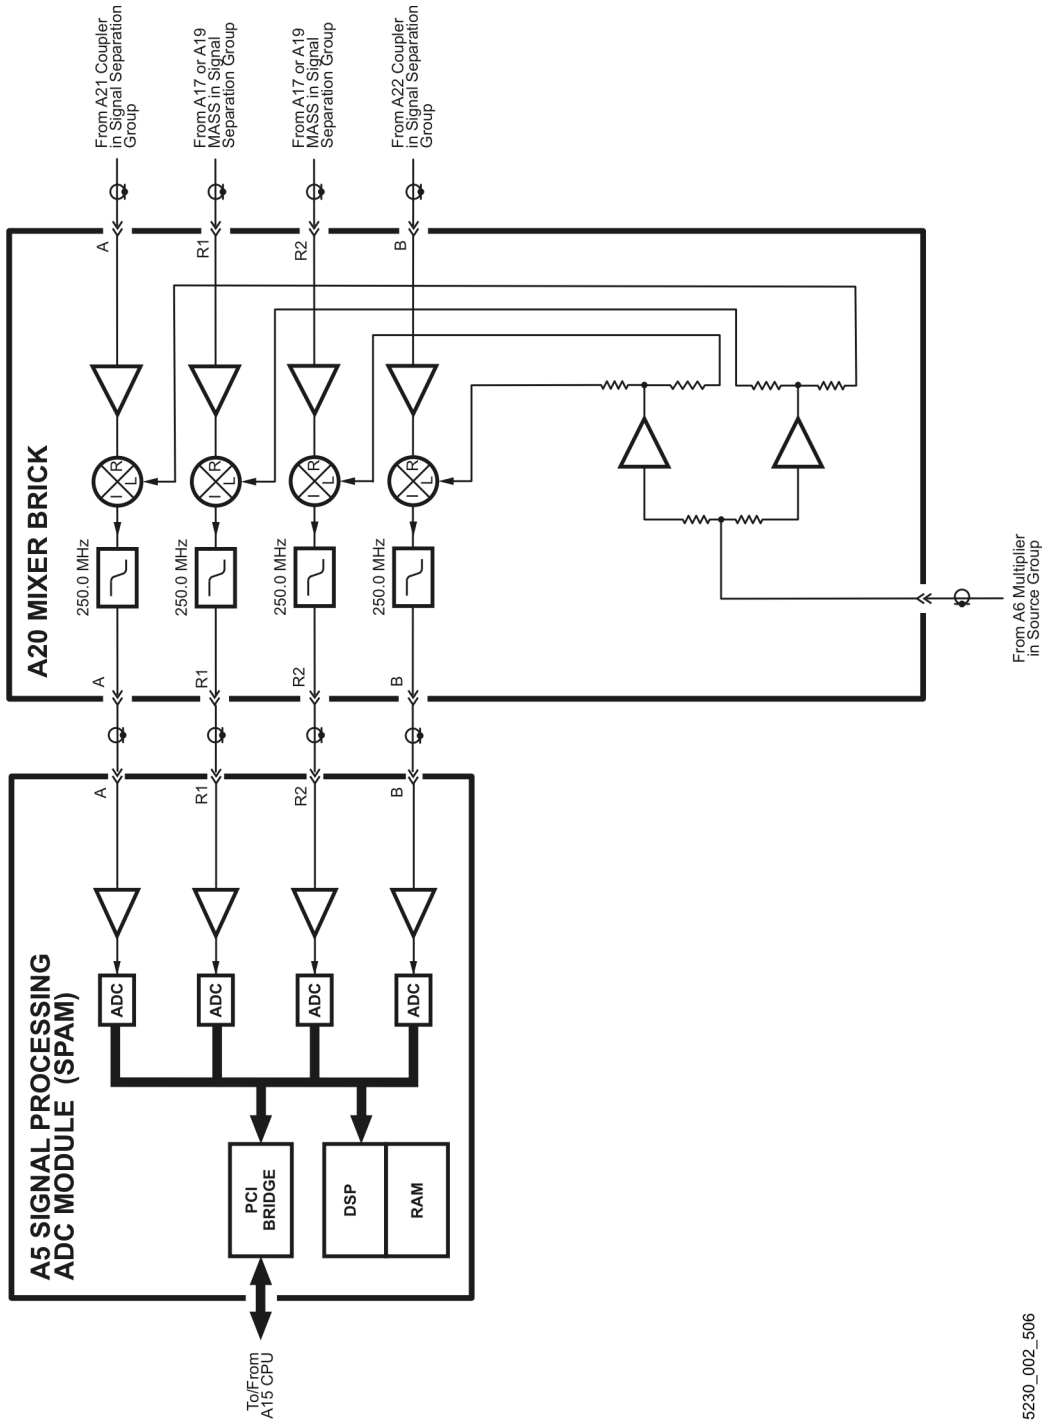 From A21 Coupler
in Signal Separation
Group
From A17 or A19
MASS in Signal
Separation Group
From A17 or A19
MASS in Signal
Separation Group
From A22 Coupler
in Signal Separation
Group
A
R1
R2
B
A20 MIXER BRICK
R
L
I
R
L
I
R
L
I
R
L
I
250.0 MHz
250.0 MHz
250.0 MHz
250.0 MHz
From A6 Multiplier
in Source Group
A
R1
R2
B
A
R1
R2
B
A5 SIGNAL PROCESSING
ADC MODULE (SPAM)
ADC
ADC
ADC
ADC
PCI
BRIDGE
DSP
RAM
To/From
A15 CPU
5230_002_506